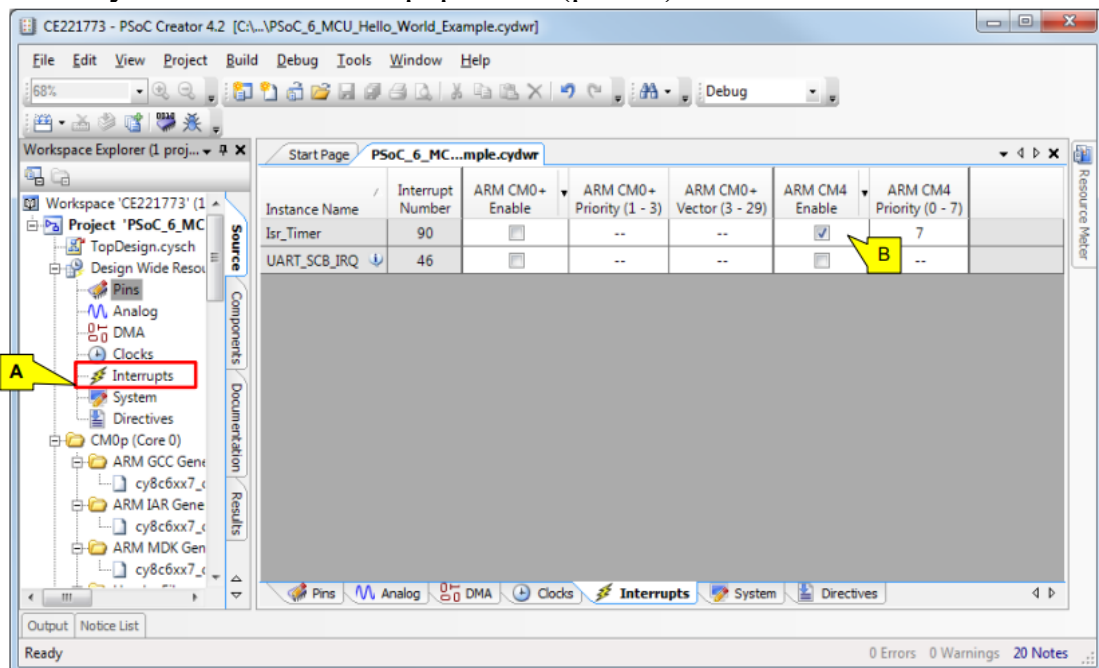 CE221773 - PSoC Creator 4.2 [C:\...\PSoC_6_MCU_Hello_World_Example.cydwr]
File Edit View Project Build Debug Tools Window Help
68% Debug
Workspace Explorer (1 proj...
Start Page PSoC_6_MC...mple.cydwr
Workspace 'CE221773' (1
Project 'PSoC_6_MC
TopDesign.cysch
Design Wide Resou
Pins
Analog
DMA
Clocks
A
Interrupts
System
Directives
CM0p (Core 0)
ARM GCC Gene
cy8c6xx7_c
ARM IAR Gene
cy8c6xx7_c
ARM MDK Gen
cy8c6xx7_c
Source
Components
Documentation
Results
Instance Name Interrupt Number ARM CM0+ Enable ARM CM0+ Priority (1 - 3) ARM CM0+ Vector (3 - 29) ARM CM4 Enable ARM CM4 Priority (0 - 7)
Isr_Timer 90 -- -- 7
UART_SCB_IRQ 46 -- -- --
B
Resource Meter
Pins Analog DMA Clocks Interrupts System Directives
Output Notice List
Ready 0 Errors 0 Warnings 20 Notes